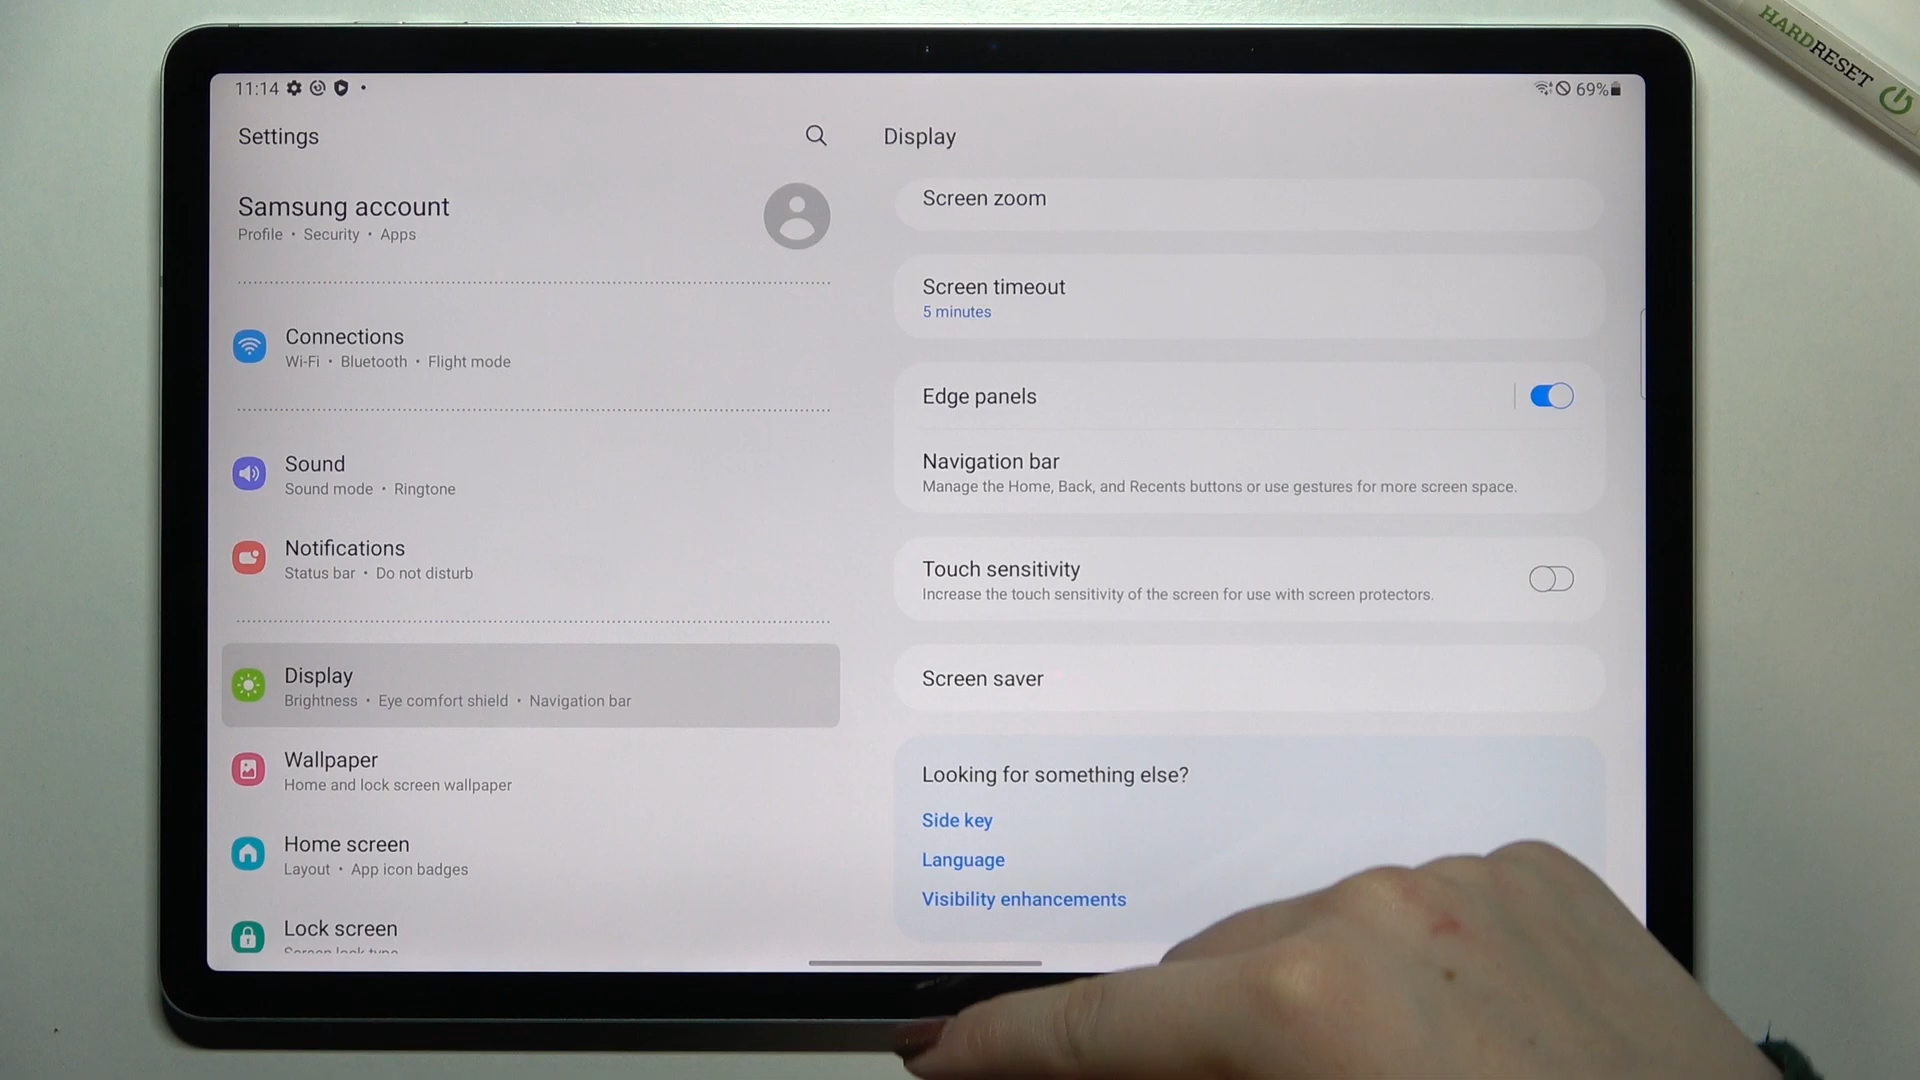 HARDRESET
11:14
69%
Settings
Display
Samsung account
Profile • Security • Apps
Connections
Wi-Fi • Bluetooth • Flight mode
Sound
Sound mode • Ringtone
Notifications
Status bar • Do not disturb
Display
Brightness • Eye comfort shield • Navigation bar
Wallpaper
Home and lock screen wallpaper
Home screen
Layout • App icon badges
Lock screen
Screen lock type
Screen zoom
Screen timeout
5 minutes
Edge panels
Navigation bar
Manage the Home, Back, and Recents buttons or use gestures for more screen space.
Touch sensitivity
Increase the touch sensitivity of the screen for use with screen protectors.
Screen saver
Looking for something else?
Side key
Language
Visibility enhancements